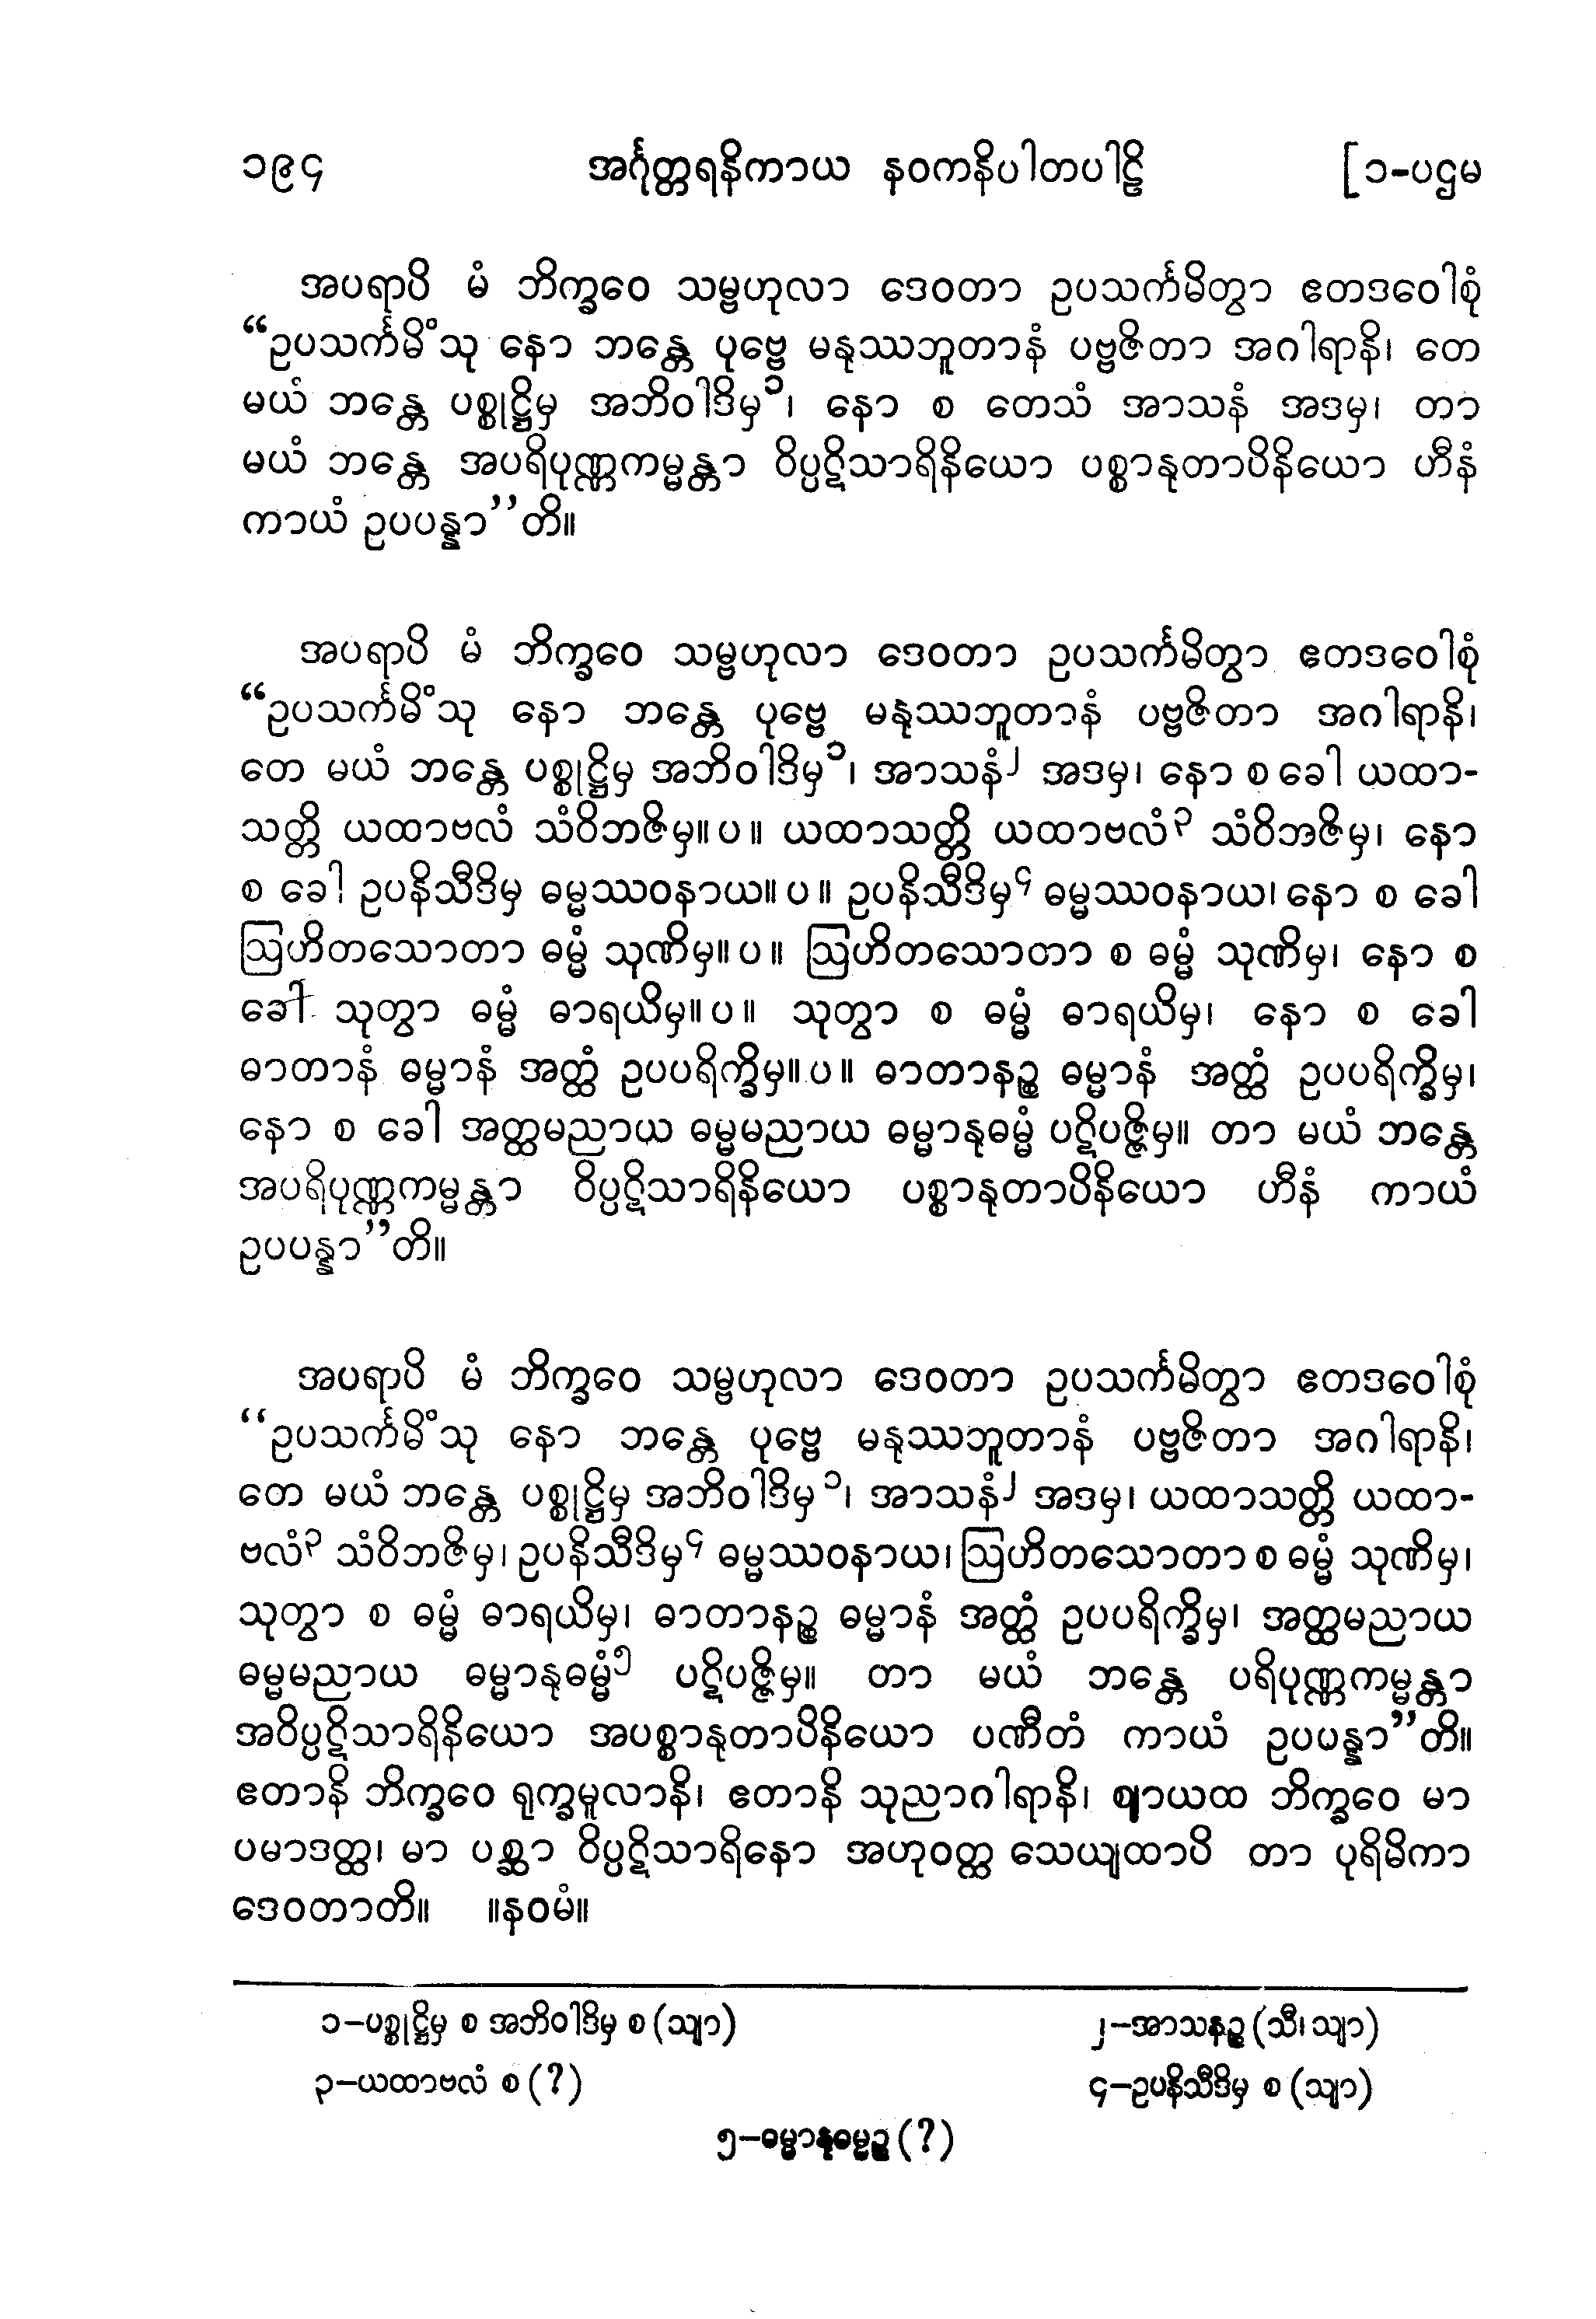 ၁၉၄ အင်္ဂုတ္တရနိကာယ နဝကနိပါတပါဠိ [၁-ပဌမ
အပရာပိ မံ ဘိက္ခဝေ သမ္ဗဟုလာ ဒေဝတာ ဥပသင်္ကမိတွာ ဧတဒဝေါစုံ
“ဥပသင်္ကမိံသု နော ဘန္တေ ပုဗ္ဗေ မနုဿဘူတာနံ ပဗ္ဗဇိတာ အဂါရာနိ၊ တေ
မယံ ဘန္တေ ပစ္စုဋ္ဌိမှ အဘိဝါဒိမှ၁၊ နော စ တေသံ အာသနံ အဒမှ၊ တာ
မယံ ဘန္တေ အပရိပုဏ္ဏကမ္မန္တာ ဝိပ္ပဋိသာရိနိယော ပစ္စာနုတာပိနိယော ဟီနံ
ကာယံ ဥပပန္နာ”တိ။
အပရာပိ မံ ဘိက္ခဝေ သမ္ဗဟုလာ ဒေဝတာ ဥပသင်္ကမိတွာ ဧတဒဝေါစုံ
“ဥပသင်္ကမိံသု နော ဘန္တေ ပုဗ္ဗေ မနုဿဘူတာနံ ပဗ္ဗဇိတာ အဂါရာနိ၊
တေ မယံ ဘန္တေ ပစ္စုဋ္ဌိမှ အဘိဝါဒိမှ၁၊ အာသနံ၂ အဒမှ၊ နော စ ခေါ ယထာ-
သတ္တိ ယထာဗလံ သံဝိဘဇိမှ။ ပ ။ ယထာသတ္တိ ယထာဗလံ၃ သံဝိဘဇိမှ၊ နော
စ ခေါ ဥပနိသီဒိမှ ဓမ္မဿဝနာယ။ ပ ။ ဥပနိသီဒိမှ၄ ဓမ္မဿဝနာယ၊ နော စ ခေါ
ဩဟိတသောတာ ဓမ္မံ သုဏိမှ။ ပ ။ ဩဟိတသောတာ စ ဓမ္မံ သုဏိမှ၊ နော စ
ခေါ သုတွာ ဓမ္မံ ဓာရယိမှ။ ပ ။ သုတွာ စ ဓမ္မံ ဓာရယိမှ၊ နော စ ခေါ
ဓာတာနံ ဓမ္မာနံ အတ္ထံ ဥပပရိက္ခိမှ။ ပ ။ ဓာတာနဉ္စ ဓမ္မာနံ အတ္ထံ ဥပပရိက္ခိမှ၊
နော စ ခေါ အတ္ထမညာယ ဓမ္မမညာယ ဓမ္မာနုဓမ္မံ ပဋိပဇ္ဇိမှ။ တာ မယံ ဘန္တေ
အပရိပုဏ္ဏကမ္မန္တာ ဝိပ္ပဋိသာရိနိယော ပစ္စာနုတာပိနိယော ဟီနံ ကာယံ
ဥပပန္နာ”တိ။
အပရာပိ မံ ဘိက္ခဝေ သမ္ဗဟုလာ ဒေဝတာ ဥပသင်္ကမိတွာ ဧတဒဝေါစုံ
“ဥပသင်္ကမိံသု နော ဘန္တေ ပုဗ္ဗေ မနုဿဘူတာနံ ပဗ္ဗဇိတာ အဂါရာနိ၊
တေ မယံ ဘန္တေ ပစ္စုဋ္ဌိမှ အဘိဝါဒိမှ၁၊ အာသနံ၂ အဒမှ၊ ယထာသတ္တိ ယထာ-
ဗလံ၃ သံဝိဘဇိမှ၊ ဥပနိသီဒိမှ၄ ဓမ္မဿဝနာယ၊ ဩဟိတသောတာ စ ဓမ္မံ သုဏိမှ၊
သုတွာ စ ဓမ္မံ ဓာရယိမှ၊ ဓာတာနဉ္စ ဓမ္မာနံ အတ္ထံ ဥပပရိက္ခိမှ၊ အတ္ထမညာယ
ဓမ္မမညာယ ဓမ္မာနုဓမ္မံ၅ ပဋိပဇ္ဇိမှ။ တာ မယံ ဘန္တေ ပရိပုဏ္ဏကမ္မန္တာ
အဝိပ္ပဋိသာရိနိယော အပစ္စာနုတာပိနိယော ပဏီတံ ကာယံ ဥပပန္နာ”တိ။
ဧတာနိ ဘိက္ခဝေ ရုက္ခမူလာနိ၊ ဧတာနိ သုညာဂါရာနိ၊ ဈာယထ ဘိက္ခဝေ မာ
ပမာဒတ္ထ၊ မာ ပစ္ဆာ ဝိပ္ပဋိသာရိနော အဟုဝတ္ထ သေယျထာပိ တာ ပုရိမိကာ
ဒေဝတာတိ။ ။နဝမံ။
၁–ပစ္စုဋ္ဌိမှ စ အဘိဝါဒိမှ စ (သျာ) ၂–အာသနဉ္စ (သီ၊ သျာ)
၃–ယထာဗလံ စ (?) ၄–ဥပနိသီဒိမှ စ (သျာ)
၅–ဓမ္မာနုဓမ္မဉ္စ (?)